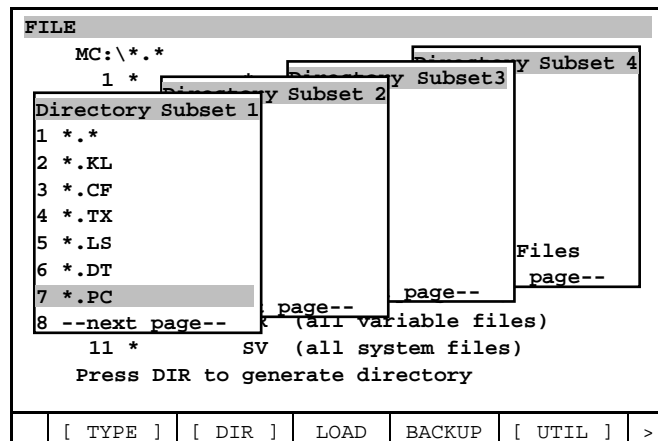 FILE
MC:\*.*
1 *
Directory Subset 4
Directory Subset3
Directory Subset 2
Directory Subset 1
1 *.*
2 *.KL
3 *.CF
4 *.TX
5 *.LS
6 *.DT
7 *.PC
8 --next page--
page--
page--
Files
page--
(all variable files)
11 * SV (all system files)
Press DIR to generate directory
[ TYPE ] [ DIR ] LOAD BACKUP [ UTIL ] >